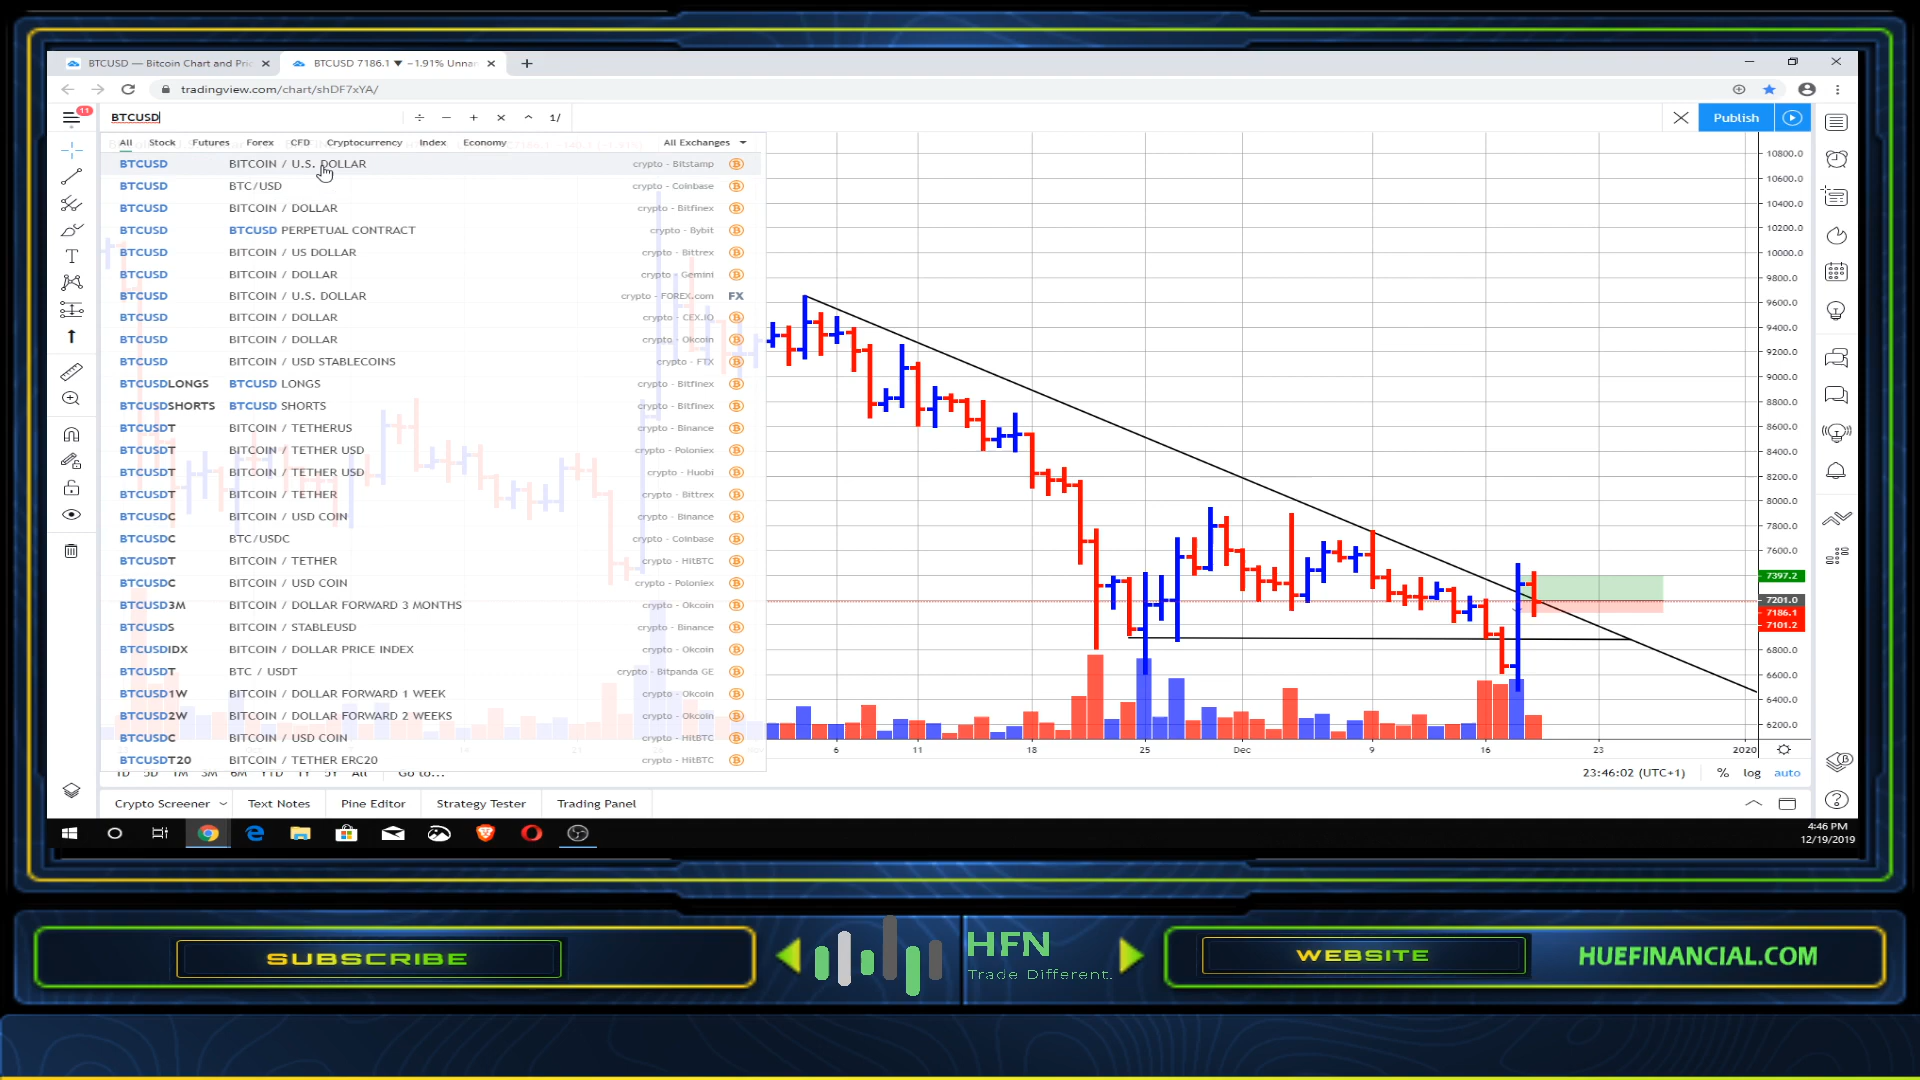 BTCUSD — Bitcoin Chart and Pric
BTCUSD 7186.1 ▼ −1.91% Unna
tradingview.com/chart/shDF7xYA/
11
BTCUSD ÷ − + × ^ 1/
Publish
All Stock Futures Forex CFD Cryptocurrency Index Economy All Exchanges
BTCUSD BITCOIN / U.S. DOLLAR crypto - Bitstamp
BTCUSD BTC/USD crypto - Coinbase
BTCUSD BITCOIN / DOLLAR crypto - Bitfinex
BTCUSD BTCUSD PERPETUAL CONTRACT crypto - Bybit
BTCUSD BITCOIN / US DOLLAR crypto - Bittrex
BTCUSD BITCOIN / DOLLAR crypto - Gemini
BTCUSD BITCOIN / U.S. DOLLAR crypto - FOREX.com FX
BTCUSD BITCOIN / DOLLAR crypto - CEX.IO
BTCUSD BITCOIN / DOLLAR crypto - Okcoin
BTCUSD BITCOIN / USD STABLECOINS crypto - FTX
BTCUSDLONGS BTCUSD LONGS crypto - Bitfinex
BTCUSDSHORTS BTCUSD SHORTS crypto - Bitfinex
BTCUSDT BITCOIN / TETHERUS crypto - Binance
BTCUSDT BITCOIN / TETHER USD crypto - Poloniex
BTCUSDT BITCOIN / TETHER USD crypto - Huobi
BTCUSDT BITCOIN / TETHER crypto - Bittrex
BTCUSDC BITCOIN / USD COIN crypto - Binance
BTCUSDC BTC/USDC crypto - Coinbase
BTCUSDT BITCOIN / TETHER crypto - HitBTC
BTCUSDC BITCOIN / USD COIN crypto - Poloniex
BTCUSD3M BITCOIN / DOLLAR FORWARD 3 MONTHS crypto - Okcoin
BTCUSDS BITCOIN / STABLEUSD crypto - Binance
BTCUSDIDX BITCOIN / DOLLAR PRICE INDEX crypto - Okcoin
BTCUSDT BTC / USDT crypto - Bitpanda GE
BTCUSD1W BITCOIN / DOLLAR FORWARD 1 WEEK crypto - Okcoin
BTCUSD2W BITCOIN / DOLLAR FORWARD 2 WEEKS crypto - Okcoin
BTCUSDC BITCOIN / USD COIN crypto - HitBTC
BTCUSDT20 BITCOIN / TETHER ERC20 crypto - HitBTC
10800.0
10600.0
10400.0
10200.0
10000.0
9800.0
9600.0
9400.0
9200.0
9000.0
8800.0
8600.0
8400.0
8200.0
8000.0
7800.0
7600.0
7397.2
7201.0
7186.1
7101.2
6800.0
6600.0
6400.0
6200.0
6 11 18 25 Dec 9 16 23 2020
1D 5D 1M 3M 6M YTD 1Y 5Y All Go to...
23:46:02 (UTC+1) % log auto
Crypto Screener Text Notes Pine Editor Strategy Tester Trading Panel
4:46 PM
12/19/2019
SUBSCRIBE
HFN
Trade Different.
WEBSITE
HUEFINANCIAL.COM